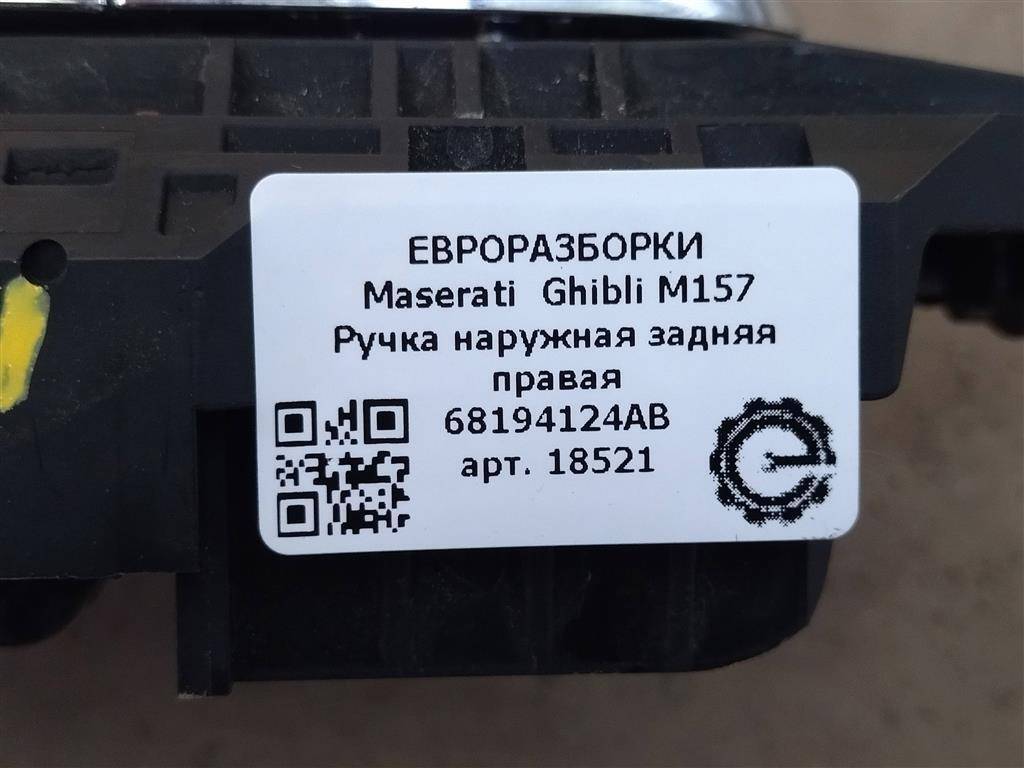 ЕВРОРАЗБОРКИ
Maserati Ghibli M157
Ручка наружная задняя
правая
68194124AB
арт. 18521